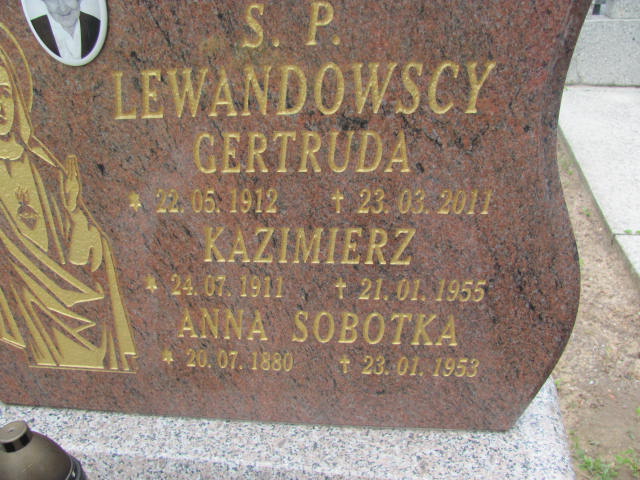 S. P.
LEWANDOWSCY
GERTRUDA
* 22. 05. 1912 † 23. 03. 2011
KAZIMIERZ
* 24. 07. 1911 † 21. 01. 1955
ANNA SOBOTKA
* 20. 07. 1880 † 23. 01. 1953